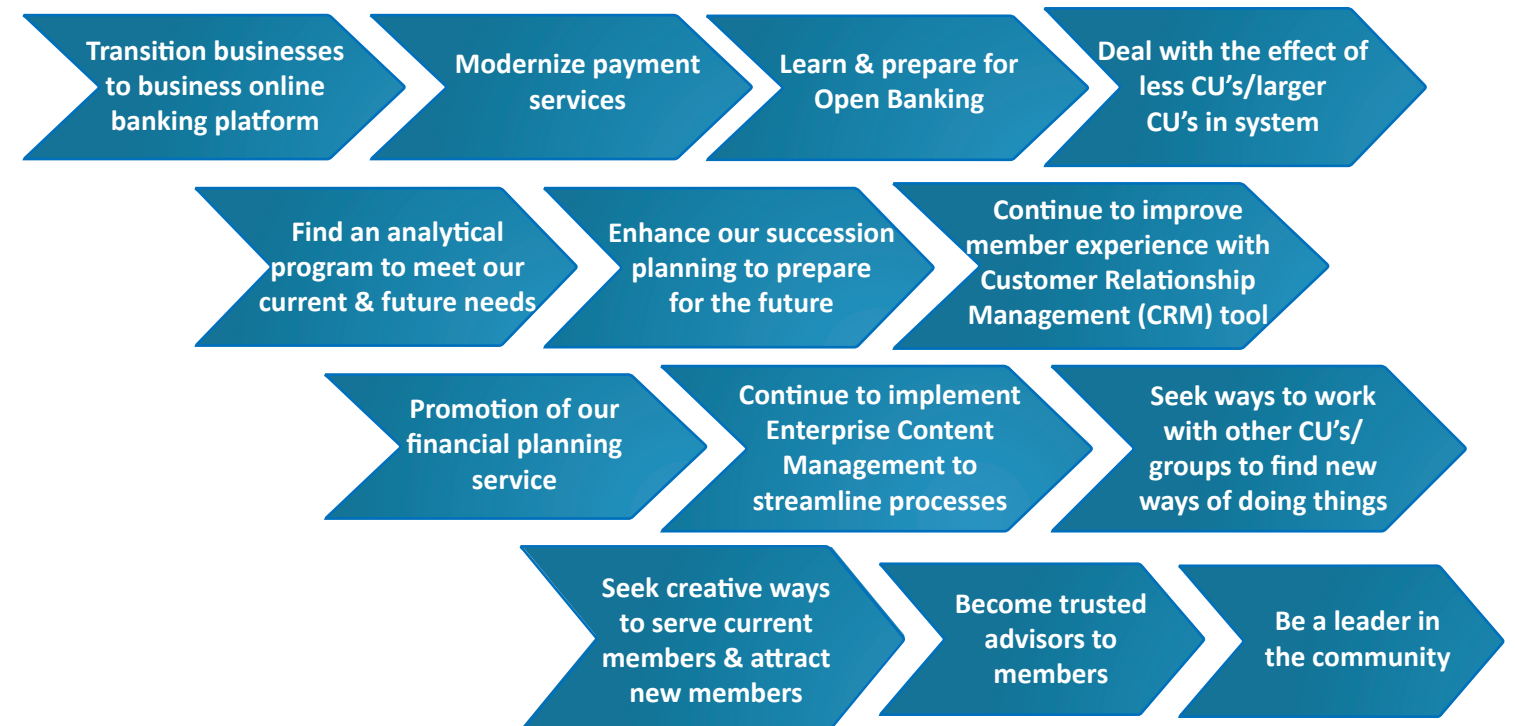 Transition businesses
to business online
banking platform
Modernize payment
services
Learn & prepare for
Open Banking
Deal with the effect of
less CU's/larger
CU's in system
Find an analytical
program to meet our
current & future needs
Enhance our succession
planning to prepare
for the future
Continue to improve
member experience with
Customer Relationship
Management (CRM) tool
Promotion of our
financial planning
service
Continue to implement
Enterprise Content
Management to
streamline processes
Seek ways to work
with other CU's/
groups to find new
ways of doing things
Seek creative ways
to serve current
members & attract
new members
Become trusted
advisors to
members
Be a leader in
the community